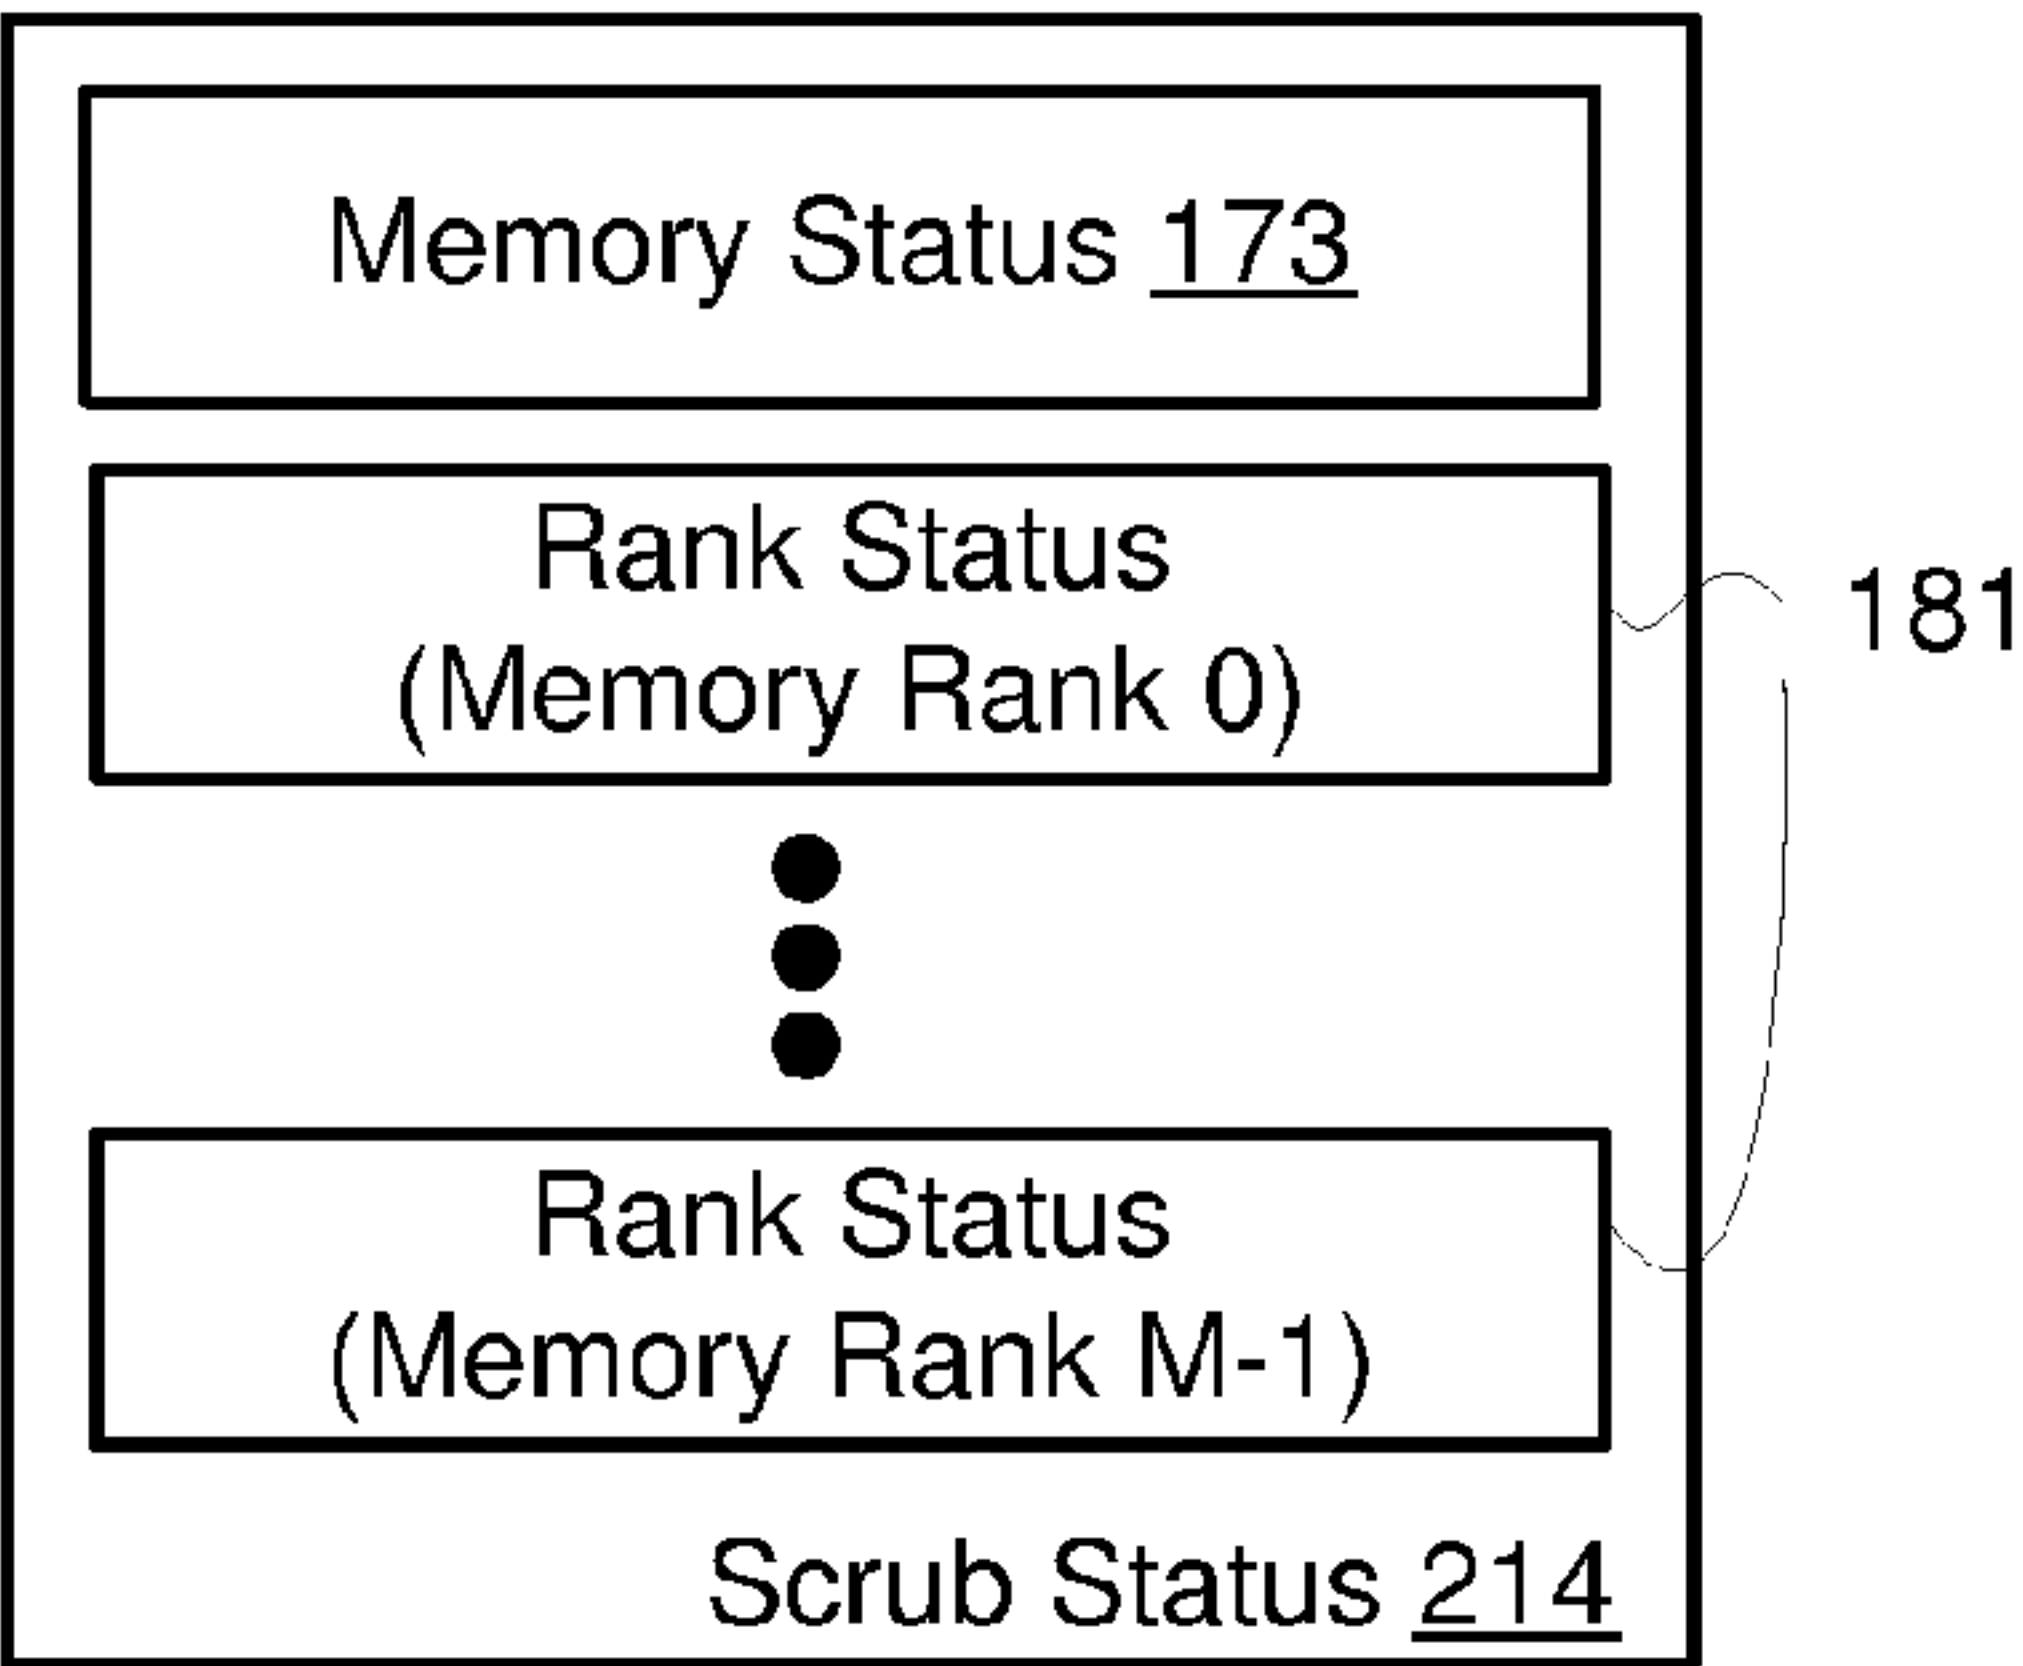 Memory Status 173
Rank Status
(Memory Rank 0)
181
Rank Status
(Memory Rank M-1)
Scrub Status 214